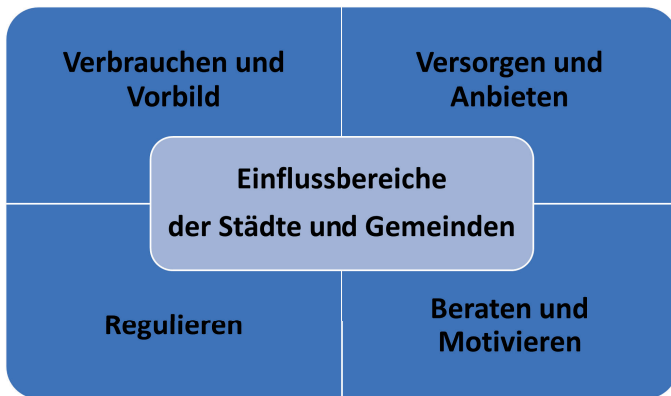 Verbrauchen und
Vorbild
Versorgen und
Anbieten
Einflussbereiche
der Städte und Gemeinden
Regulieren
Beraten und
Motivieren